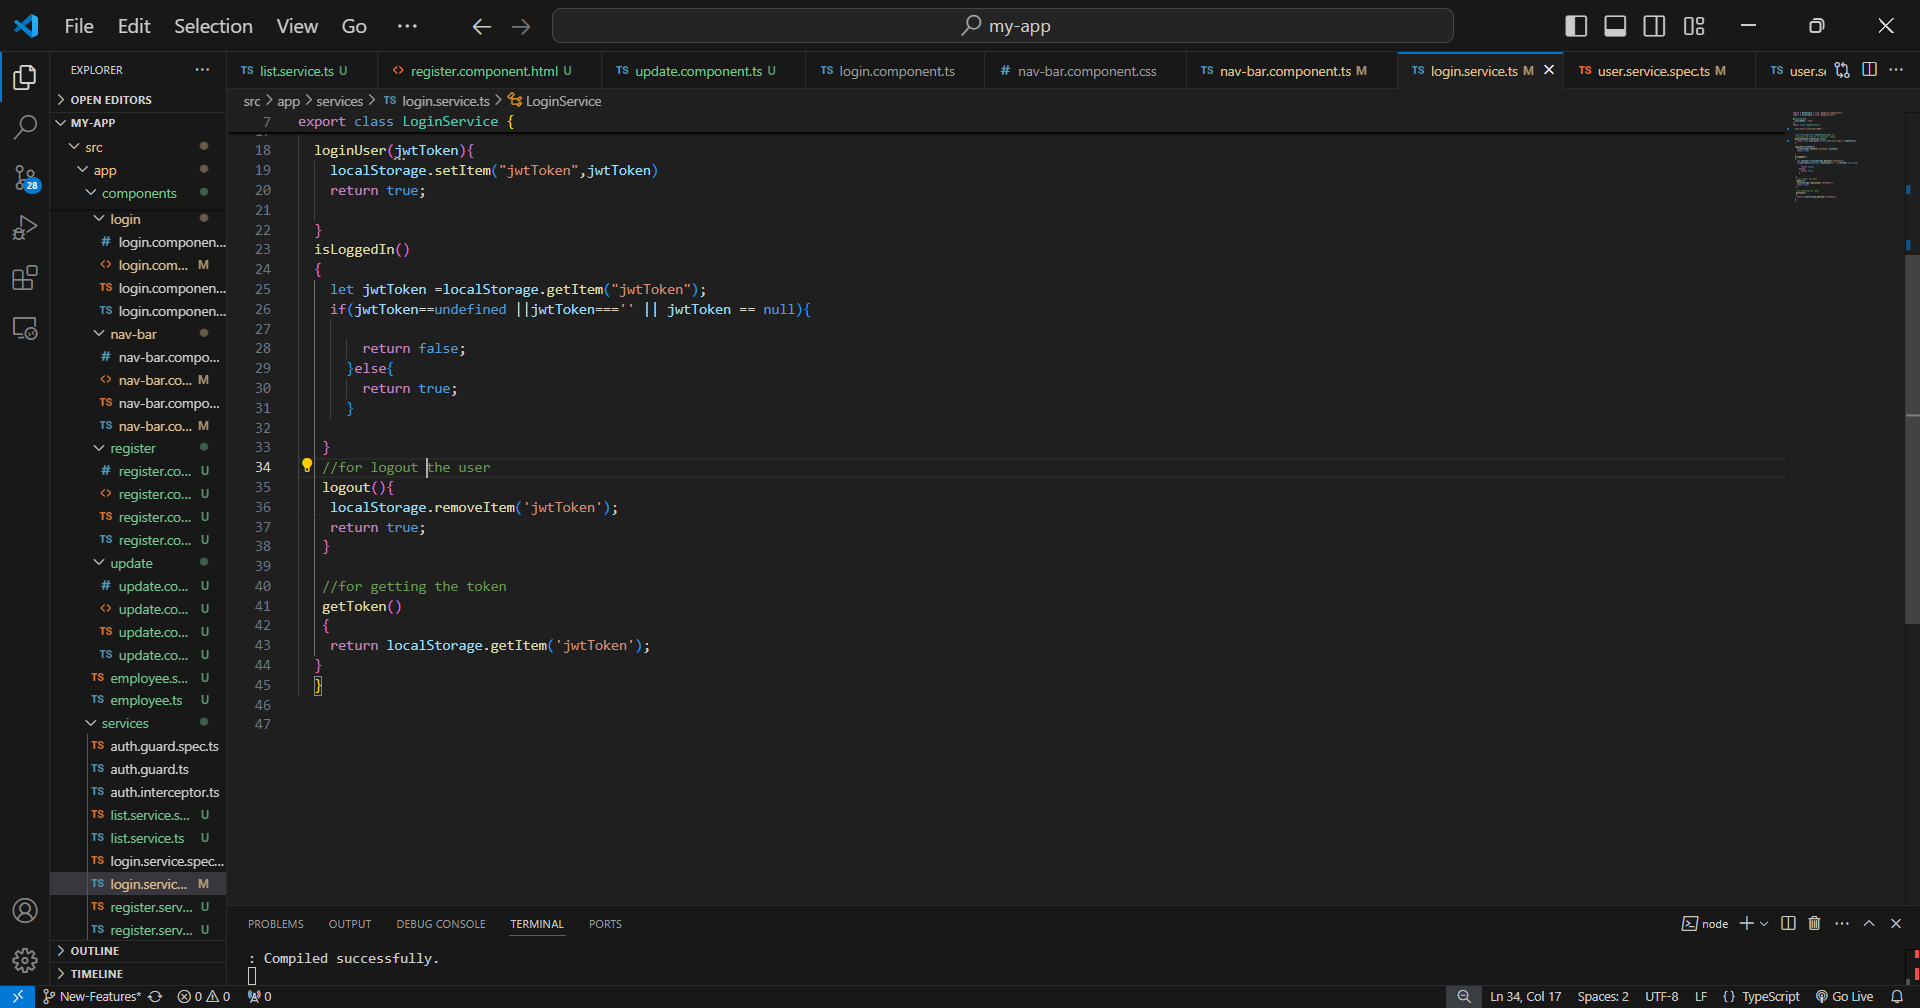 File Edit Selection View Go ··· my-app
EXPLORER ···
OPEN EDITORS
MY-APP
src
app
components
login
# login.componen...
<> login.com... M
TS login.componen...
TS login.componen...
nav-bar
# nav-bar.compo...
<> nav-bar.co... M
TS nav-bar.compo...
TS nav-bar.co... M
register
# register.co... U
<> register.co... U
TS register.co... U
TS register.co... U
update
# update.co... U
<> update.co... U
TS update.co... U
TS update.co... U
TS employee.s... U
TS employee.ts U
services
TS auth.guard.spec.ts
TS auth.guard.ts
TS auth.interceptor.ts
TS list.service.s... U
TS list.service.ts U
TS login.service.spec...
TS login.servic... M
TS register.serv... U
TS register.serv... U
OUTLINE
TIMELINE
28
TS list.service.ts U <> register.component.html U TS update.component.ts U TS login.component.ts # nav-bar.component.css TS nav-bar.component.ts M TS login.service.ts M TS user.service.spec.ts M TS user.s ···
src > app > services > TS login.service.ts > LoginService
7 export class LoginService {
18 loginUser(jwtToken){
19 localStorage.setItem("jwtToken",jwtToken)
20 return true;
21
22 }
23 isLoggedIn()
24 {
25 let jwtToken =localStorage.getItem("jwtToken");
26 if(jwtToken==undefined ||jwtToken==='' || jwtToken == null){
27
28 return false;
29 }else{
30 return true;
31 }
32
33 }
34 //for logout the user
35 logout(){
36 localStorage.removeItem('jwtToken');
37 return true;
38 }
39
40 //for getting the token
41 getToken()
42 {
43 return localStorage.getItem('jwtToken');
44 }
45 }
46
47
PROBLEMS OUTPUT DEBUG CONSOLE TERMINAL PORTS node ···
: Compiled successfully.
New-Features* 0 0 0 Ln 34, Col 17 Spaces: 2 UTF-8 LF {} TypeScript Go Live